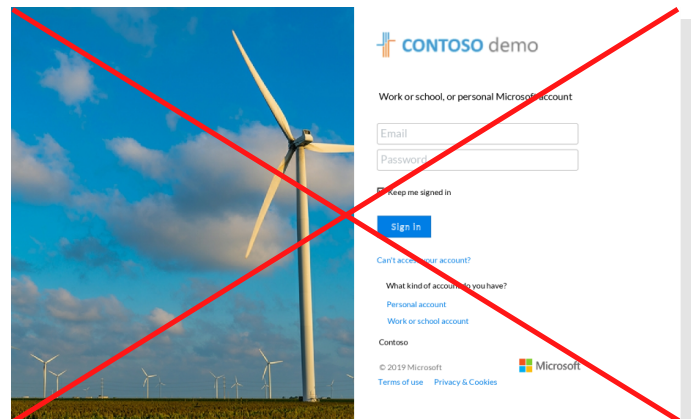 CONTOSO demo
Work or school, or personal Microsoft account
Email
Password
Keep me signed in
Sign in
Can't access your account?
What kind of account do you have?
Personal account
Work or school account
Contoso
© 2019 Microsoft
Microsoft
Terms of use Privacy & Cookies